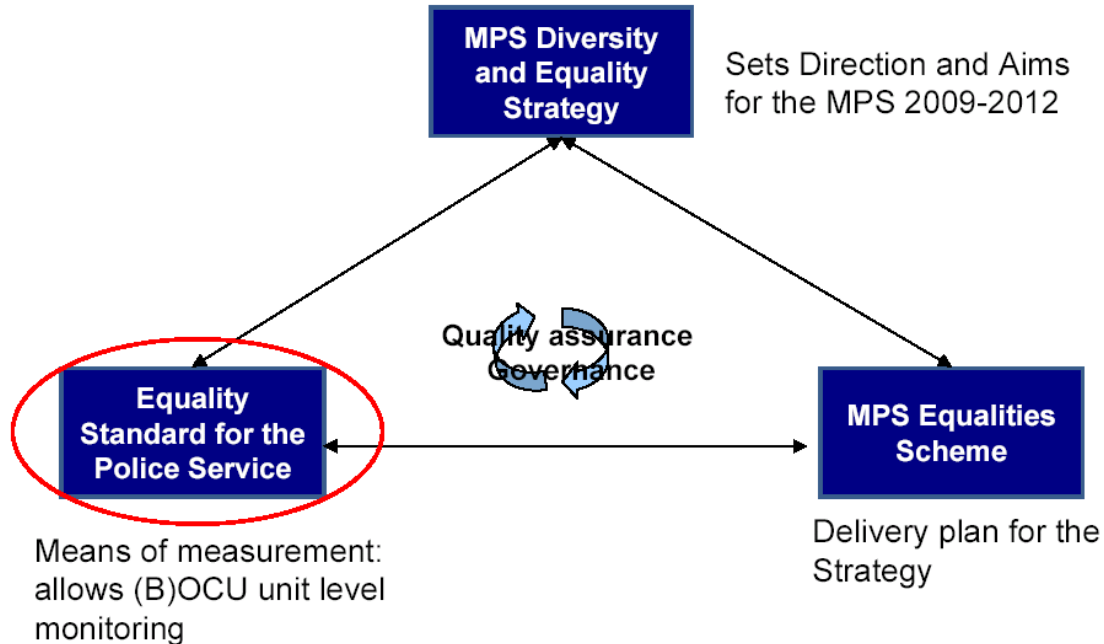 MPS Diversity
and Equality
Strategy
Sets Direction and Aims
for the MPS 2009-2012
Quality assurance
Governance
Equality
Standard for the
Police Service
MPS Equalities
Scheme
Means of measurement:
allows (B)OCU unit level
monitoring
Delivery plan for the
Strategy